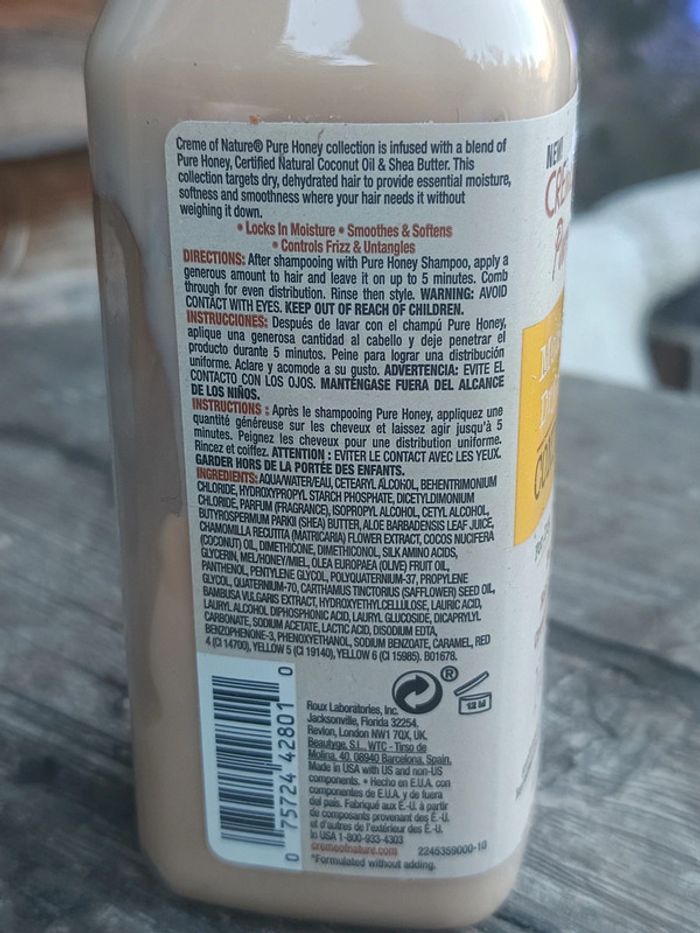 Creme of Nature® Pure Honey collection is infused with a blend of
Pure Honey, Certified Natural Coconut Oil & Shea Butter. This
collection targets dry, dehydrated hair to provide essential moisture,
softness and smoothness where your hair needs it without
weighing it down.
• Locks In Moisture • Smoothes & Softens
• Controls Frizz & Untangles
DIRECTIONS: After shampooing with Pure Honey Shampoo, apply a
generous amount to hair and leave it on up to 5 minutes. Comb
through for even distribution. Rinse then style. WARNING: AVOID
CONTACT WITH EYES. KEEP OUT OF REACH OF CHILDREN.
INSTRUCCIONES: Después de lavar con el champú Pure Honey,
aplique una generosa cantidad al cabello y deje penetrar el
producto durante 5 minutos. Peine para lograr una distribución
uniforme. Aclare y acomode a su gusto. ADVERTENCIA: EVITE EL
CONTACTO CON LOS OJOS. MANTÉNGASE FUERA DEL ALCANCE
DE LOS NIÑOS.
INSTRUCTIONS : Après le shampooing Pure Honey, appliquez une
quantité généreuse sur les cheveux et laissez agir jusqu'à 5
minutes. Peignez les cheveux pour une distribution uniforme.
Rincez et coiffez. ATTENTION : EVITER LE CONTACT AVEC LES YEUX.
GARDER HORS DE LA PORTÉE DES ENFANTS.
INGREDIENTS: AQUA/WATER/EAU, CETEARYL ALCOHOL, BEHENTRIMONIUM
CHLORIDE, HYDROXYPROPYL STARCH PHOSPHATE, DICETYLDIMONIUM
CHLORIDE, PARFUM (FRAGRANCE), ISOPROPYL ALCOHOL, CETYL ALCOHOL,
BUTYROSPERMUM PARKII (SHEA) BUTTER, ALOE BARBADENSIS LEAF JUICE,
CHAMOMILLA RECUTITA (MATRICARIA) FLOWER EXTRACT, COCOS NUCIFERA
(COCONUT) OIL, DIMETHICONE, DIMETHICONOL, SILK AMINO ACIDS,
GLYCERIN, MEL/HONEY/MIEL, OLEA EUROPAEA (OLIVE) FRUIT OIL,
PANTHENOL, PENTYLENE GLYCOL, POLYQUATERNIUM-37, PROPYLENE
GLYCOL, QUATERNIUM-70, CARTHAMUS TINCTORIUS (SAFFLOWER) SEED OIL,
BAMBUSA VULGARIS EXTRACT, HYDROXYETHYLCELLULOSE, LAURIC ACID,
LAURYL ALCOHOL DIPHOSPHONIC ACID, LAURYL GLUCOSIDE, DICAPRYLYL
CARBONATE, SODIUM ACETATE, LACTIC ACID, DISODIUM EDTA,
BENZOPHENONE-3, PHENOXYETHANOL, SODIUM BENZOATE, CARAMEL, RED
4 (CI 14700), YELLOW 5 (CI 19140), YELLOW 6 (CI 15985). B01678.
0 75724 42801 0
®
12 M
Roux Laboratories, Inc.
Jacksonville, Florida 32254.
Revlon, London NW1 7QX, UK.
Beautyge, S.L., WTC - Tirso de
Molina, 40, 08940 Barcelona, Spain.
Made in USA with US and non-US
components. • Hecho en E.U.A. con
componentes de E.U.A. y de fuera
del país. Fabriqué aux É.-U. à partir
de composants provenant des É.-U.
et d'autres de l'extérieur des É.-U.
In USA 1-800-933-4303
cremeofnature.com 2245359000-10
*Formulated without adding.
NEW